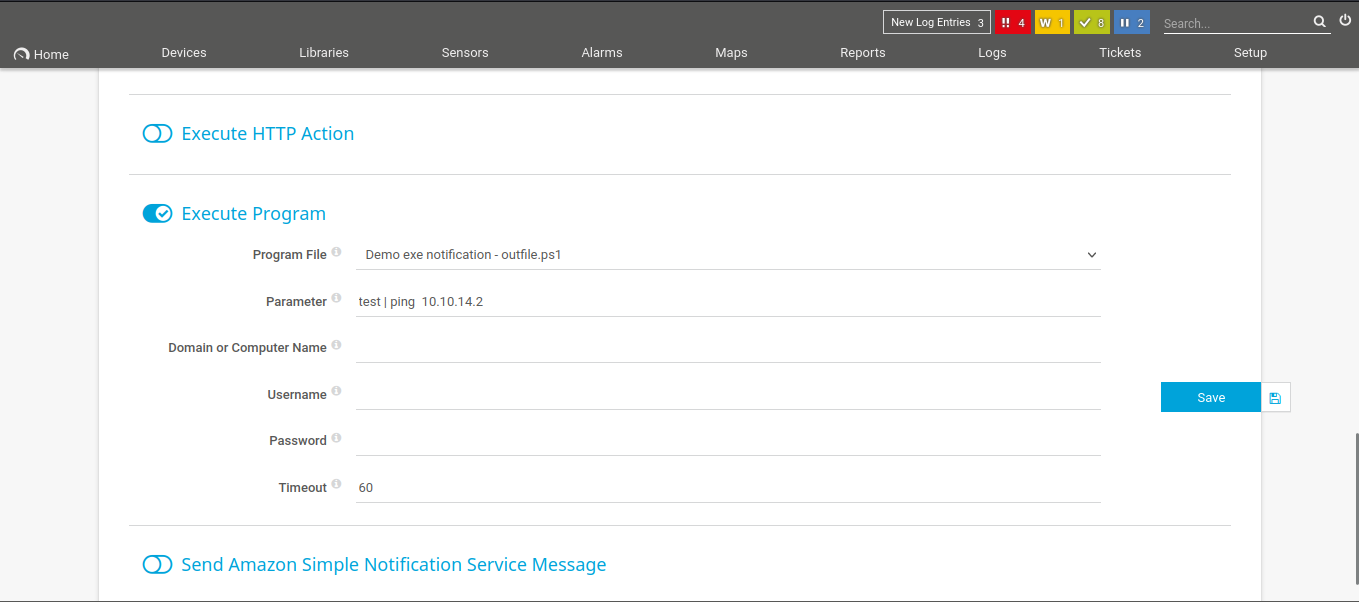 New Log Entries 3 !! 4 W 1 8 2 Search...
Home Devices Libraries Sensors Alarms Maps Reports Logs Tickets Setup
Execute HTTP Action
Execute Program
Program File Demo exe notification - outfile.ps1
Parameter test | ping  10.10.14.2
Domain or Computer Name
Username
Save
Password
Timeout 60
Send Amazon Simple Notification Service Message